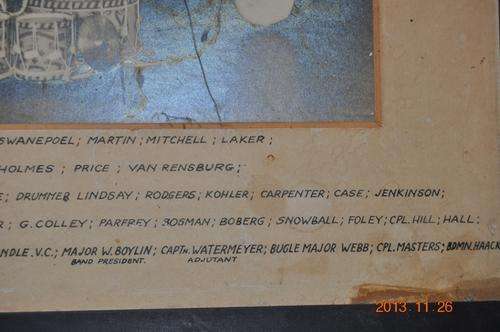 SWANEPOEL; MARTIN; MITCHELL; LAKER;
HOLMES; PRICE; VAN RENSBURG;
DRUMMER LINDSAY; RODGERS; KOHLER; CARPENTER; CASE; JENKINSON;
G. COLLEY; PARFREY; BOBERG; SNOWBALL; FOLEY; CPL. HILL; HALL;
NDLE. V.C.; MAJOR W. BOYLIN; CAPTN. WATERMEYER; BUGLE MAJOR WEBB; CPL. MASTERS; BDMN. HAACK
BAND PRESIDENT. ADJUTANT
2013.11.26